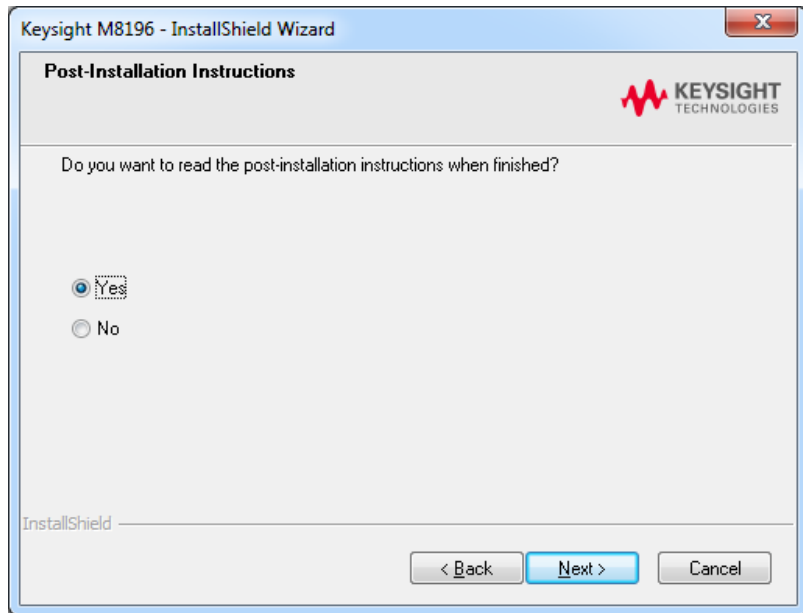 Keysight M8196 - InstallShield Wizard
Post-Installation Instructions
KEYSIGHT
TECHNOLOGIES
Do you want to read the post-installation instructions when finished?
Yes
No
InstallShield
< Back
Next >
Cancel